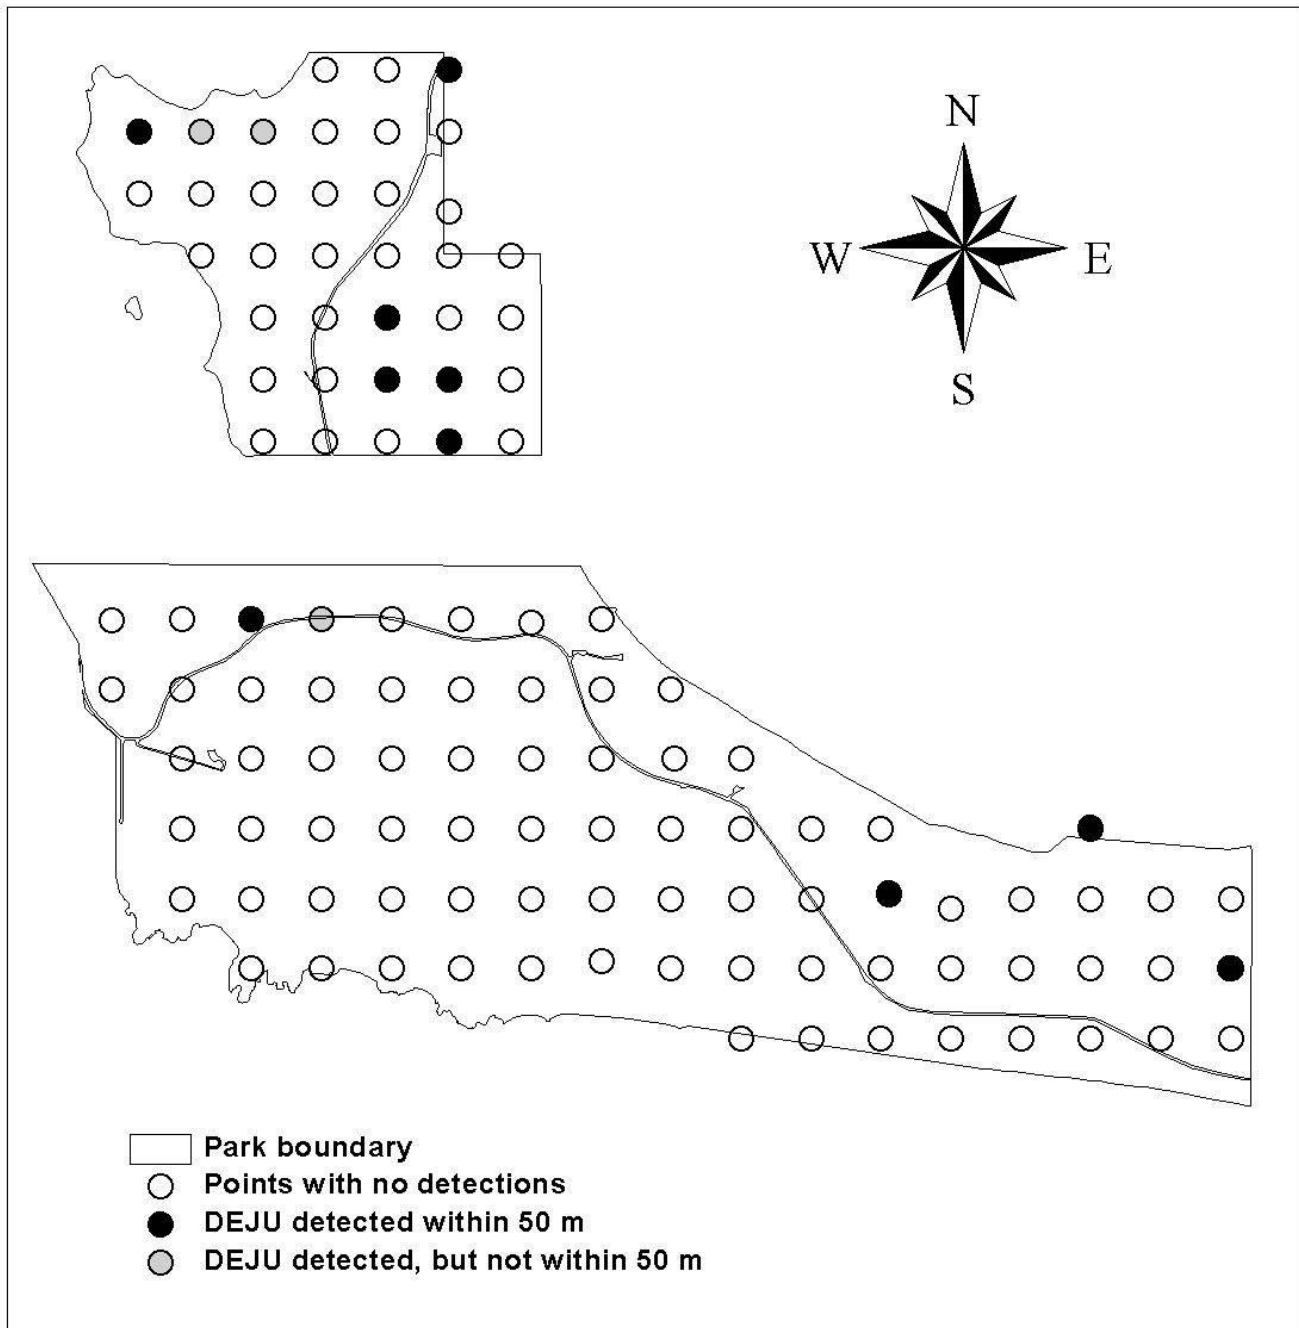 N
W
E
S
Park boundary
Points with no detections
DEJU detected within 50 m
DEJU detected, but not within 50 m